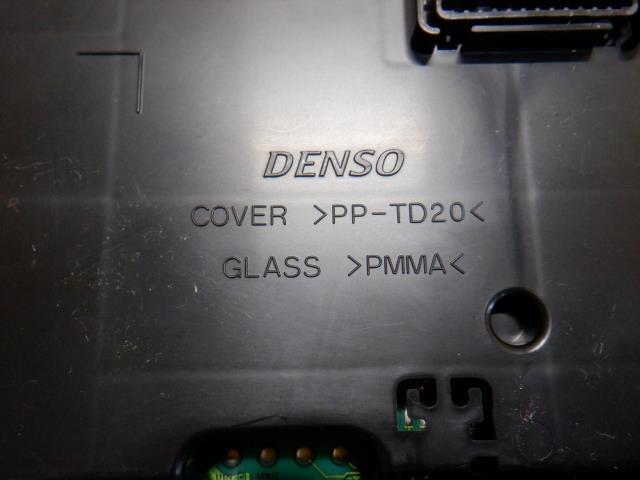 DENSO
COVER >PP-TD20<
GLASS >PMMA<